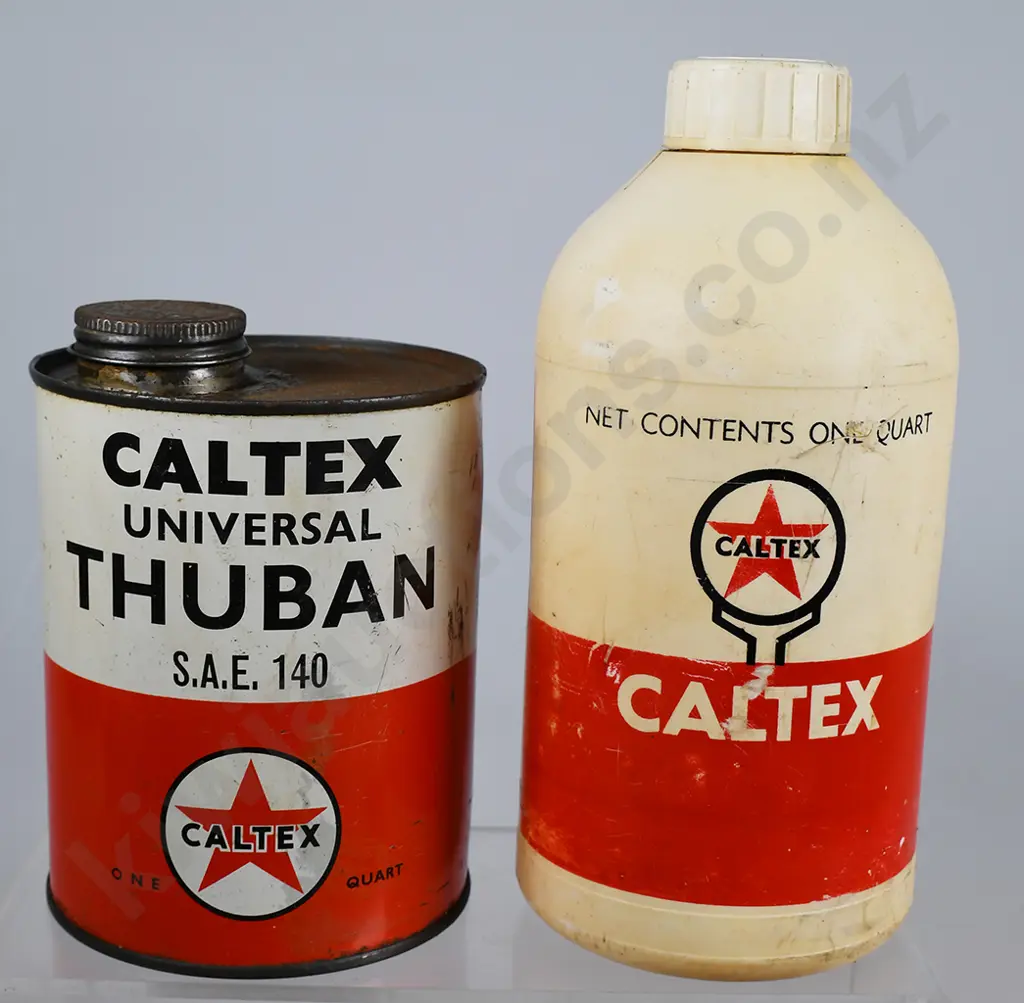 CALTEX
UNIVERSAL
THUBAN
S.A.E. 140
CALTEX
ONE QUART
NET CONTENTS ONE QUART
CALTEX
CALTEX